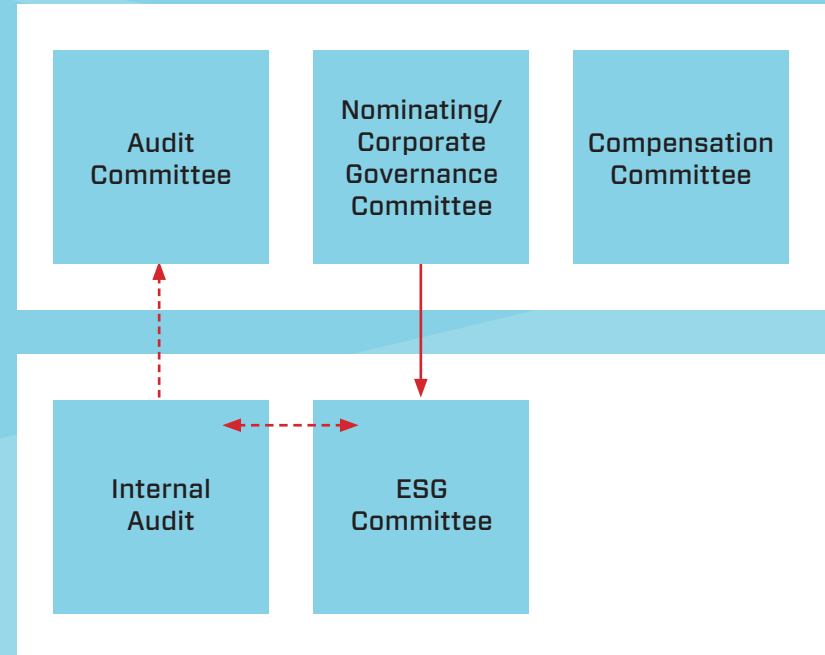 Audit
Committee
Nominating/
Corporate
Governance
Committee
Compensation
Committee
Internal
Audit
ESG
Committee